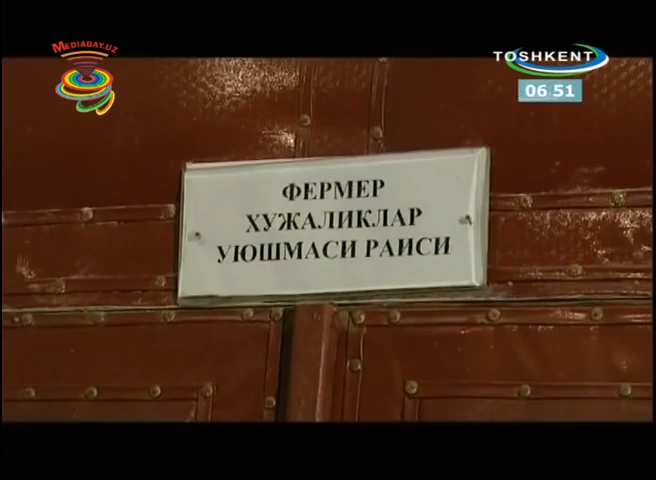 MEDIABAY.UZ
TOSHKENT
06 51
ФЕРМЕР
ХУЖАЛИКЛАР
УЮШМАСИ РАИСИ